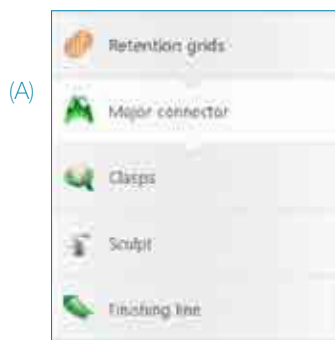 (A)
Retention grids
Major connector
Clasps
Sculpt
Finishing line